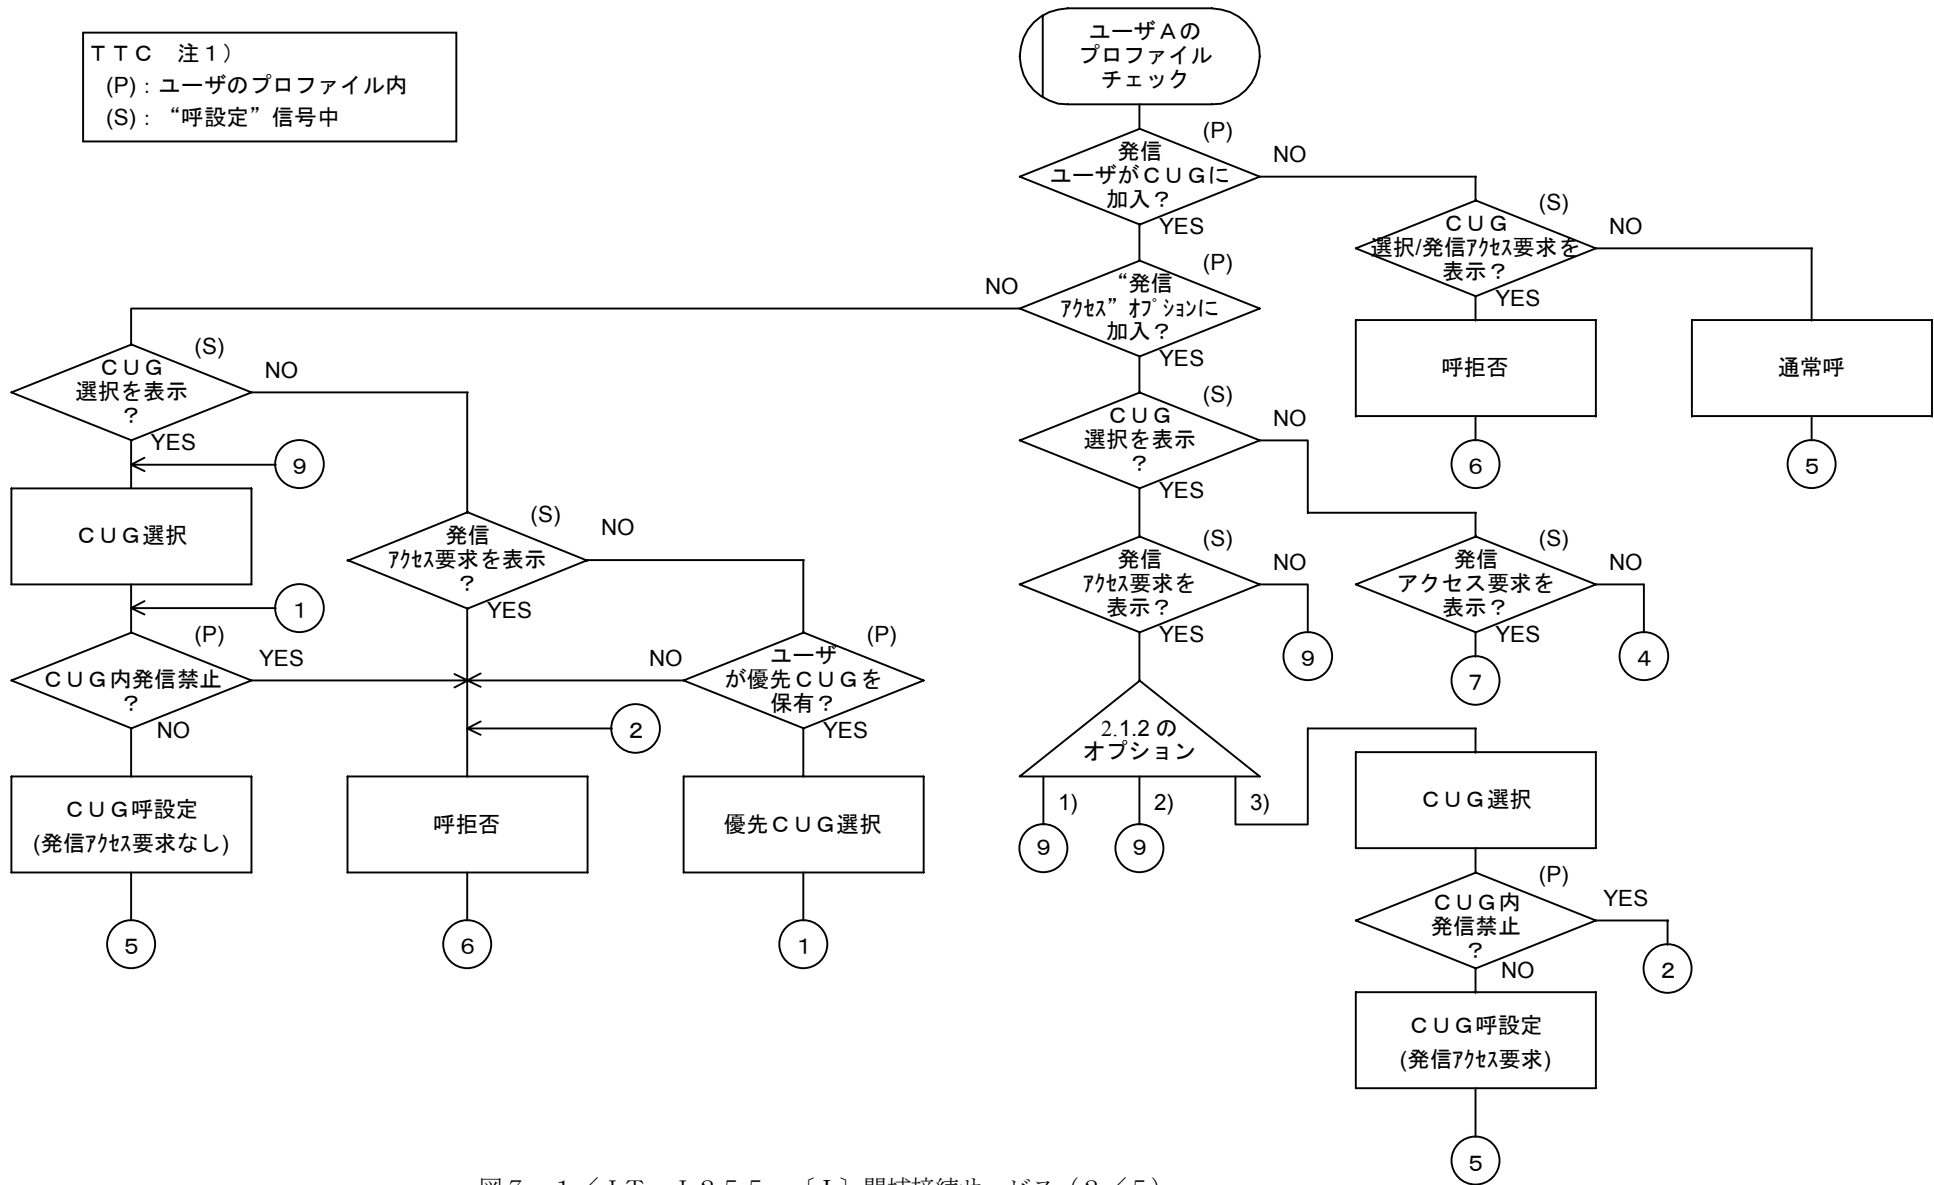 ＴＴＣ　注１）
(P)：ユーザのプロファイル内
(S)：“呼設定”信号中
ユーザＡの
プロファイル
チェック
(P)
発信
ユーザがＣＵＧに
加入？
NO
YES
(S)
ＣＵＧ
選択/発信ｱｸｾｽ要求を
表示？
NO
YES
(P)
“発信
ｱｸｾｽ”ｵﾌﾟｼｮﾝに
加入？
NO
YES
呼拒否
通常呼
6
5
(S)
ＣＵＧ
選択を表示
？
NO
YES
9
ＣＵＧ選択
1
(P)
ＣＵＧ内発信禁止
？
YES
NO
ＣＵＧ呼設定
(発信ｱｸｾｽ要求なし)
5
(S)
発信
ｱｸｾｽ要求を表示
？
NO
YES
2
呼拒否
6
(P)
ユーザ
が優先ＣＵＧを
保有？
NO
YES
優先ＣＵＧ選択
1
(S)
ＣＵＧ
選択を表示
？
NO
YES
(S)
発信
ｱｸｾｽ要求を
表示？
NO
YES
9
(S)
発信
アクセス要求を
表示？
NO
YES
4
7
2.1.2 の
オプション
1)
2)
3)
9
9
ＣＵＧ選択
(P)
ＣＵＧ内
発信禁止
？
YES
NO
2
ＣＵＧ呼設定
(発信ｱｸｾｽ要求)
5